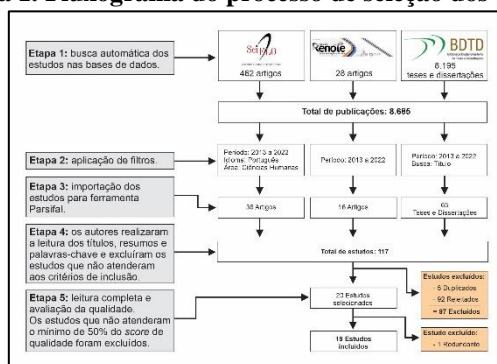 a 1. Fluxograma do processo de seleção dos
Etapa 1: busca automática dos
estudos nas bases de dados.
SciELO
Renote
BDTD
462 artigos
28 artigos
8.195
teses e dissertações
Total de publicações: 8.685
Etapa 2: aplicação de filtros.
Período: 2013 a 2022
Idioma: Português
Área: Ciências Humanas
Período: 2013 a 2022
Período: 2013 a 2022
Busca: Título
Etapa 3: importação dos
estudos para ferramenta
Parsifal.
36 Artigos
16 Artigos
65
Teses e Dissertações
Etapa 4: os autores realizaram
a leitura dos títulos, resumos e
palavras-chave e excluíram os
estudos que não atenderam
aos critérios de inclusão.
Total de estudos: 117
Estudos excluídos:
- 5 Duplicados
- 92 Rejeitados
= 97 Excluídos
Etapa 5: leitura completa e
avaliação da qualidade.
Os estudos que não atenderam
o mínimo de 50% do score de
qualidade foram excluídos.
Estudos
selecionados
Estudos
incluídos
Estudo excluído:
- 1 Redundante